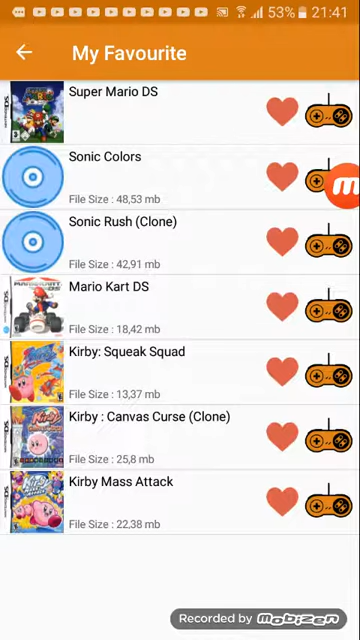 53% 21:41
My Favourite
Super Mario DS
Sonic Colors
File Size : 48,53 mb
Sonic Rush (Clone)
File Size : 42,91 mb
Mario Kart DS
File Size : 18,42 mb
Kirby: Squeak Squad
File Size : 13,37 mb
Kirby : Canvas Curse (Clone)
File Size : 25,8 mb
Kirby Mass Attack
File Size : 22,38 mb
Recorded by mobizen